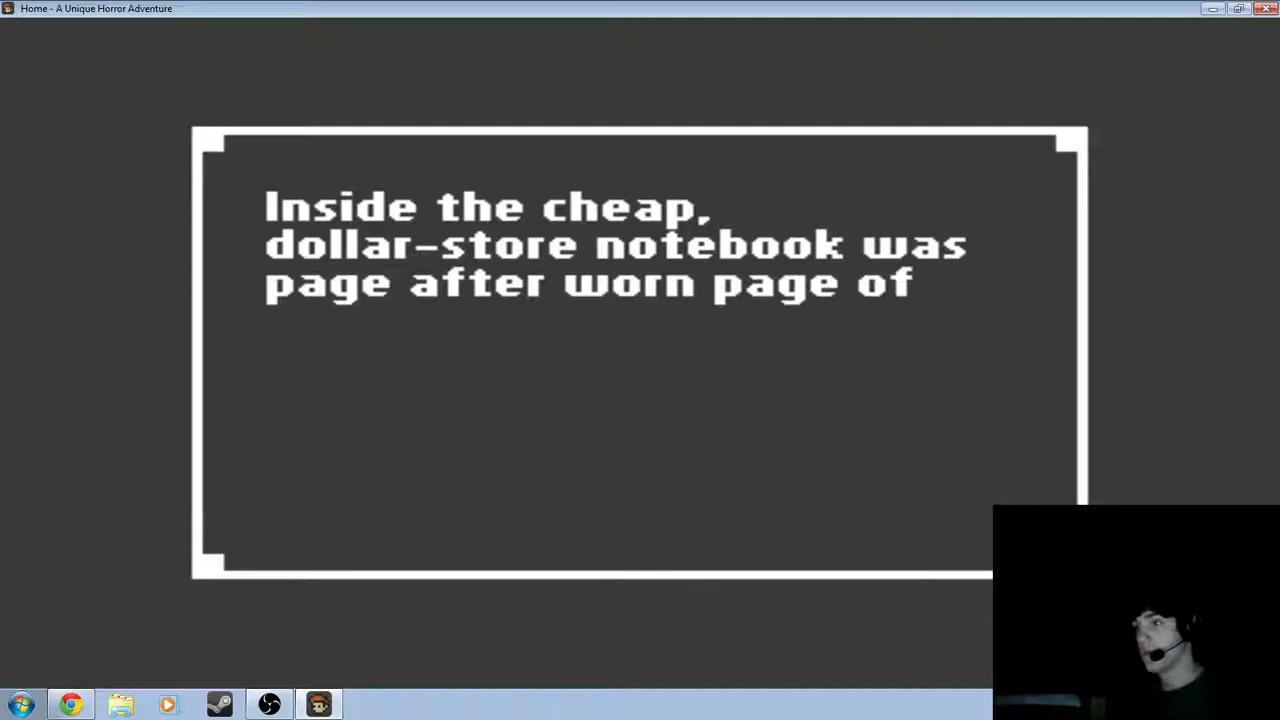 Home - A Unique Horror Adventure
Inside the cheap,
dollar-store notebook was
page after worn page of